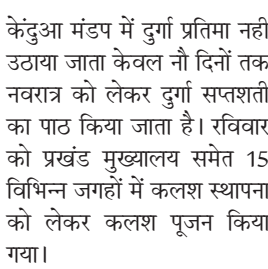 केंदुआ मंडप में दुर्गा प्रतिमा नही
उठाया जाता केवल नौ दिनों तक
नवरात्र को लेकर दुर्गा सप्तशती
का पाठ किया जाता है। रविवार
को प्रखंड मुख्यालय समेत 15
विभिन्न जगहों में कलश स्थापना
को लेकर कलश पूजन किया
गया।